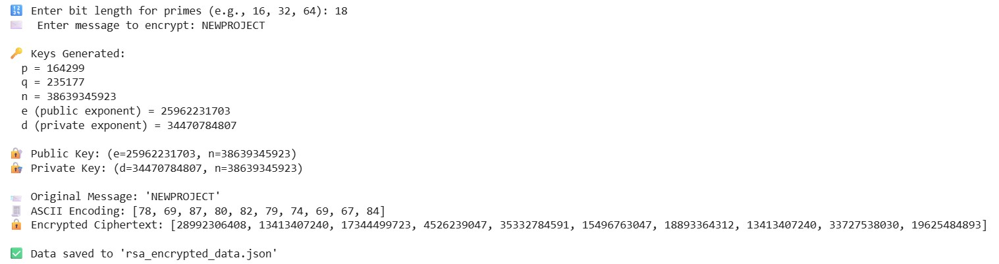 Enter bit length for primes (e.g., 16, 32, 64): 18
Enter message to encrypt: NEWPROJECT
Keys Generated:
p = 164299
q = 235177
n = 38639345923
e (public exponent) = 25962231703
d (private exponent) = 34470784807
Public Key: (e=25962231703, n=38639345923)
Private Key: (d=34470784807, n=38639345923)
Original Message: 'NEWPROJECT'
ASCII Encoding: [78, 69, 87, 80, 82, 79, 74, 69, 67, 84]
Encrypted Ciphertext: [28992306408, 13413407240, 17344499723, 4526239047, 35332784591, 15496763047, 18893364312, 13413407240, 33727538030, 19625484893]
Data saved to 'rsa_encrypted_data.json'